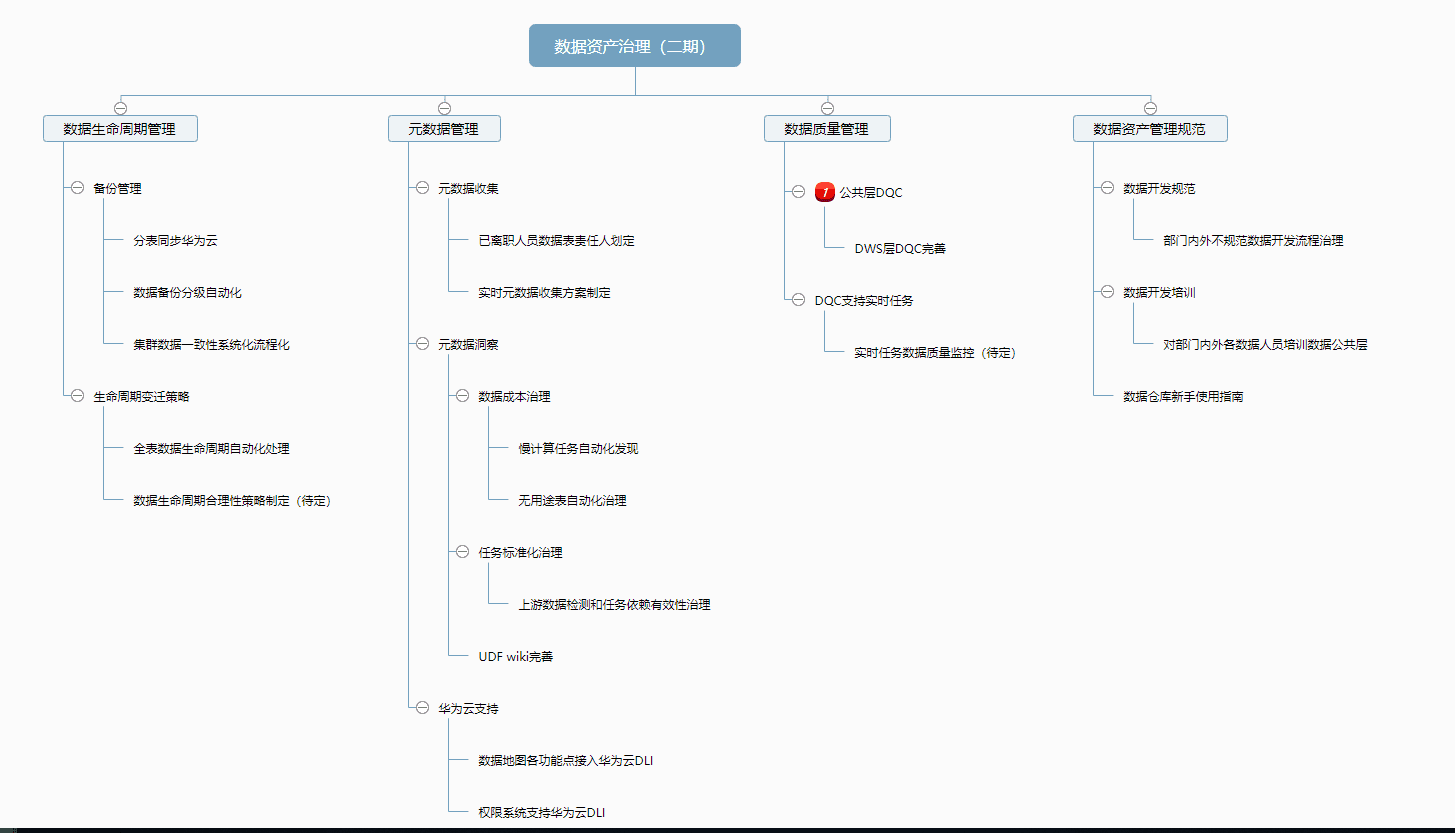 数据资产治理（二期）
数据生命周期管理
备份管理
分表同步华为云
数据备份分级自动化
集群数据一致性系统化流程化
生命周期变迁策略
全表数据生命周期自动化处理
数据生命周期合理性策略制定（待定）
元数据管理
元数据收集
已离职人员数据表责任人划定
实时元数据收集方案制定
元数据洞察
数据成本治理
慢计算任务自动化发现
无用途表自动化治理
任务标准化治理
上游数据检测和任务依赖有效性治理
UDF wiki完善
华为云支持
数据地图各功能点接入华为云DLI
权限系统支持华为云DLI
数据质量管理
1 公共层DQC
DWS层DQC完善
DQC支持实时任务
实时任务数据质量监控（待定）
数据资产管理规范
数据开发规范
部门内外不规范数据开发流程治理
数据开发培训
对部门内外各数据人员培训数据公共层
数据仓库新手使用指南